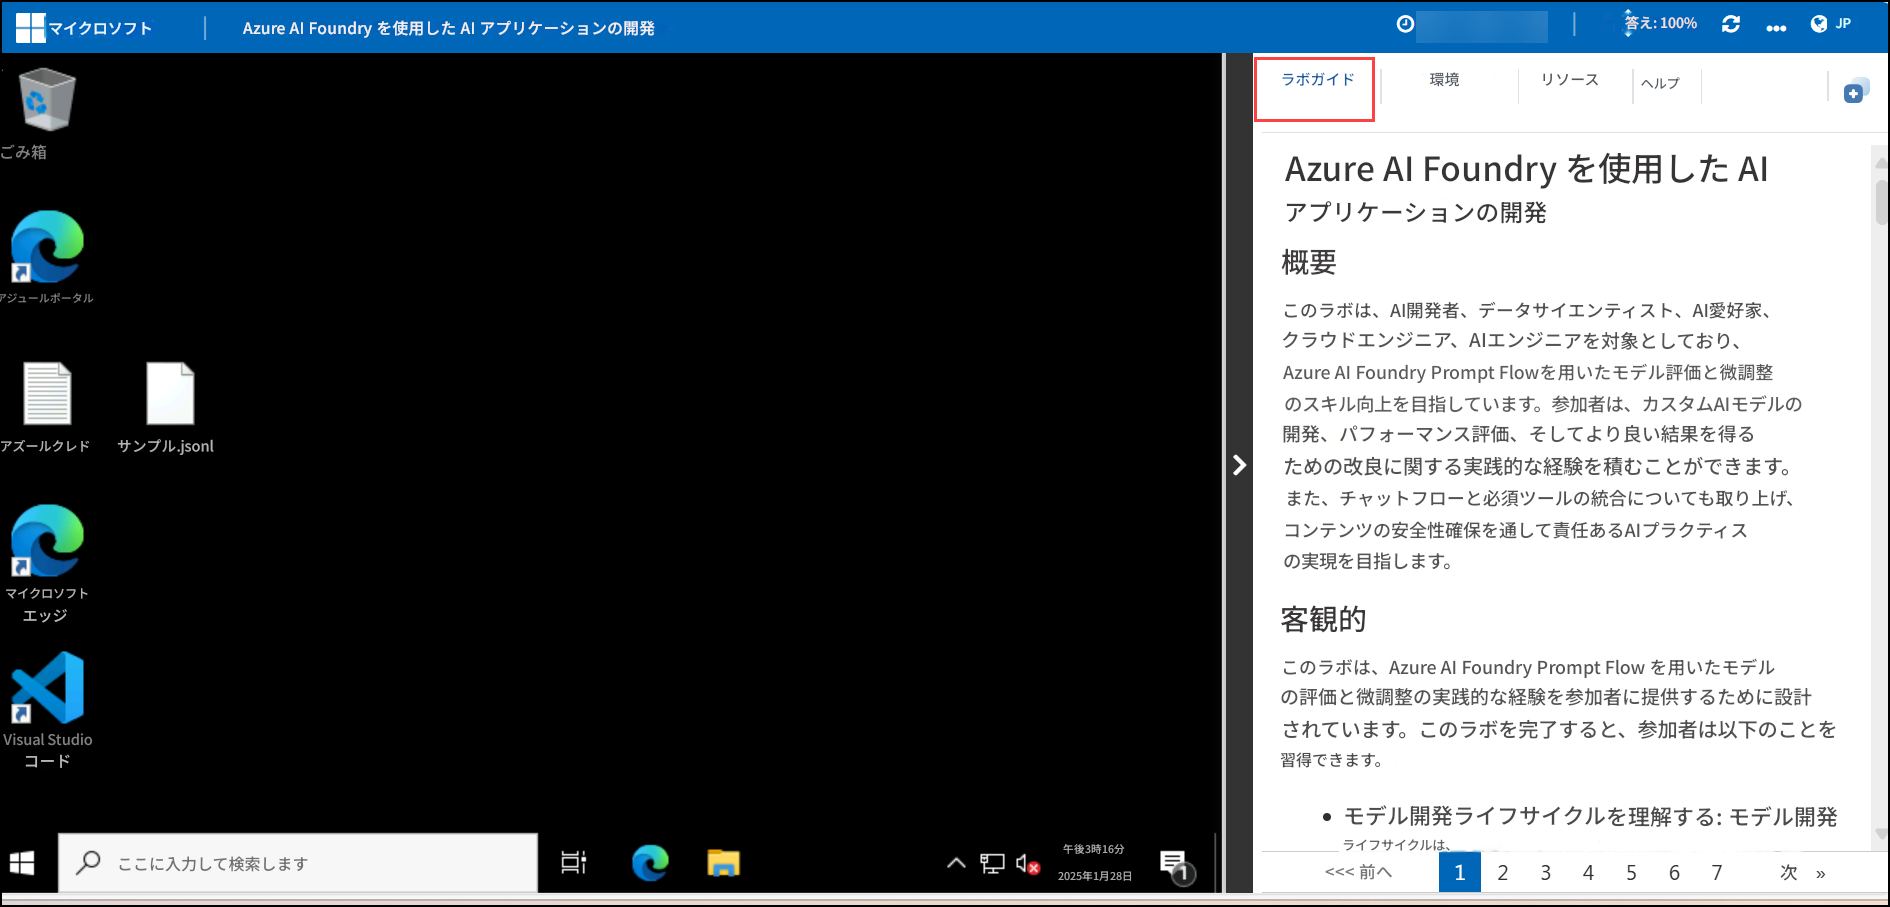 マイクロソフト
Azure AI Foundry を使用した AI アプリケーションの開発
答え: 100%
JP
ごみ箱
アジュールポータル
アズールクレド
サンプル.jsonl
マイクロソフト
エッジ
Visual Studio
コード
ここに入力して検索します
午後3時16分
2025年1月28日
1
ラボガイド
環境
リソース
ヘルプ
Azure AI Foundry を使用した AI
アプリケーションの開発
概要
このラボは、AI開発者、データサイエンティスト、AI愛好家、
クラウドエンジニア、AIエンジニアを対象としており、
Azure AI Foundry Prompt Flowを用いたモデル評価と微調整
のスキル向上を目指しています。参加者は、カスタムAIモデルの
開発、パフォーマンス評価、そしてより良い結果を得る
ための改良に関する実践的な経験を積むことができます。
また、チャットフローと必須ツールの統合についても取り上げ、
コンテンツの安全性確保を通して責任あるAIプラクティス
の実現を目指します。
客観的
このラボは、Azure AI Foundry Prompt Flow を用いたモデル
の評価と微調整の実践的な経験を参加者に提供するために設計
されています。このラボを完了すると、参加者は以下のことを
習得できます。
• モデル開発ライフサイクルを理解する: モデル開発
ライフサイクルは、
<<< 前へ 1 2 3 4 5 6 7 次 »